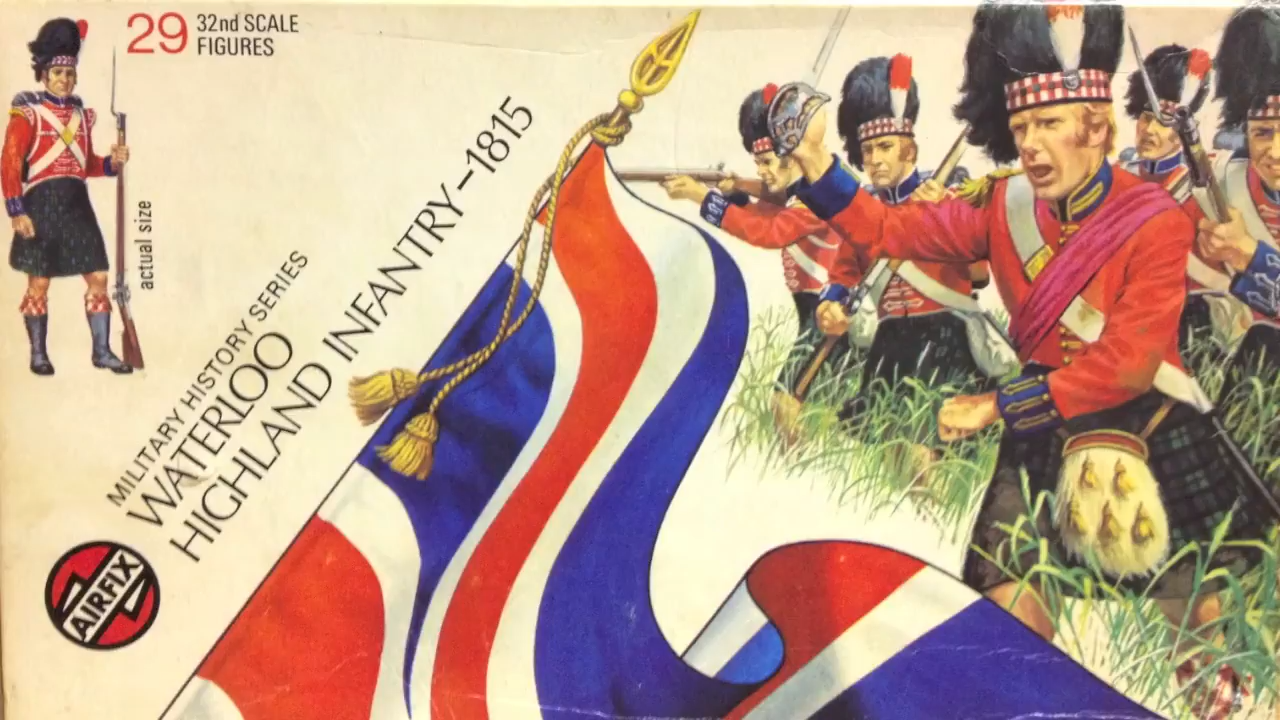 29 32nd SCALE
FIGURES
actual size
MILITARY HISTORY SERIES
WATERLOO
HIGHLAND INFANTRY–1815
AIRFIX